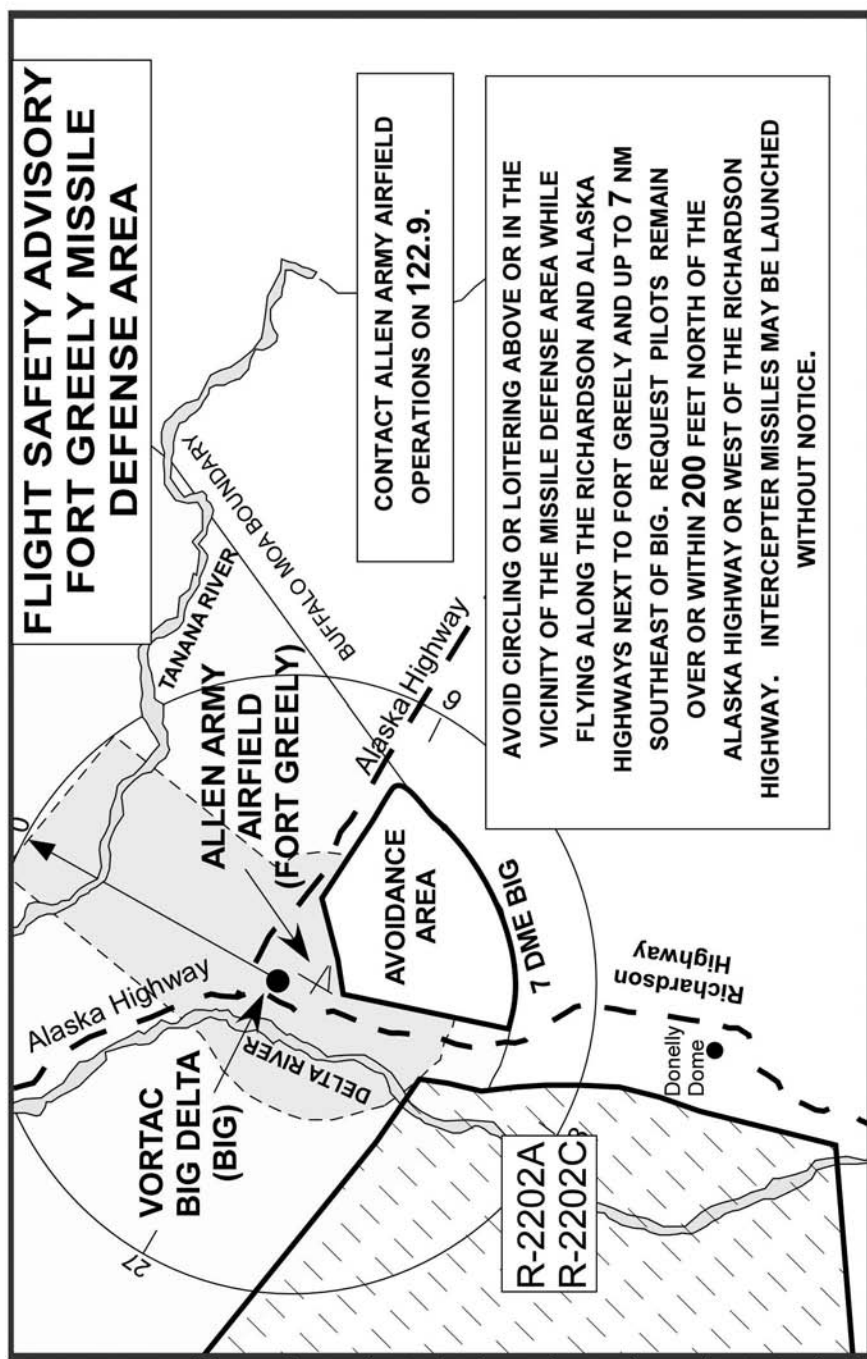 FLIGHT SAFETY ADVISORY
FORT GREELY MISSILE
DEFENSE AREA
CONTACT ALLEN ARMY AIRFIELD
OPERATIONS ON 122.9.
AVOID CIRCLING OR LOITERING ABOVE OR IN THE
VICINITY OF THE MISSILE DEFENSE AREA WHILE
FLYING ALONG THE RICHARDSON AND ALASKA
HIGHWAYS NEXT TO FORT GREELY AND UP TO 7 NM
SOUTHEAST OF BIG. REQUEST PILOTS REMAIN
OVER OR WITHIN 200 FEET NORTH OF THE
ALASKA HIGHWAY OR WEST OF THE RICHARDSON
HIGHWAY. INTERCEPTER MISSILES MAY BE LAUNCHED
WITHOUT NOTICE.
0
TANANA RIVER
BUFFALO MOA BOUNDARY
Alaska Highway
ALLEN ARMY
AIRFIELD
(FORT GREELY)
Alaska Highway
9
VORTAC
BIG DELTA
(BIG)
DELTA RIVER
27
AVOIDANCE
AREA
7 DME BIG
R-2202A
R-2202C
Richardson
Highway
Donelly
Dome